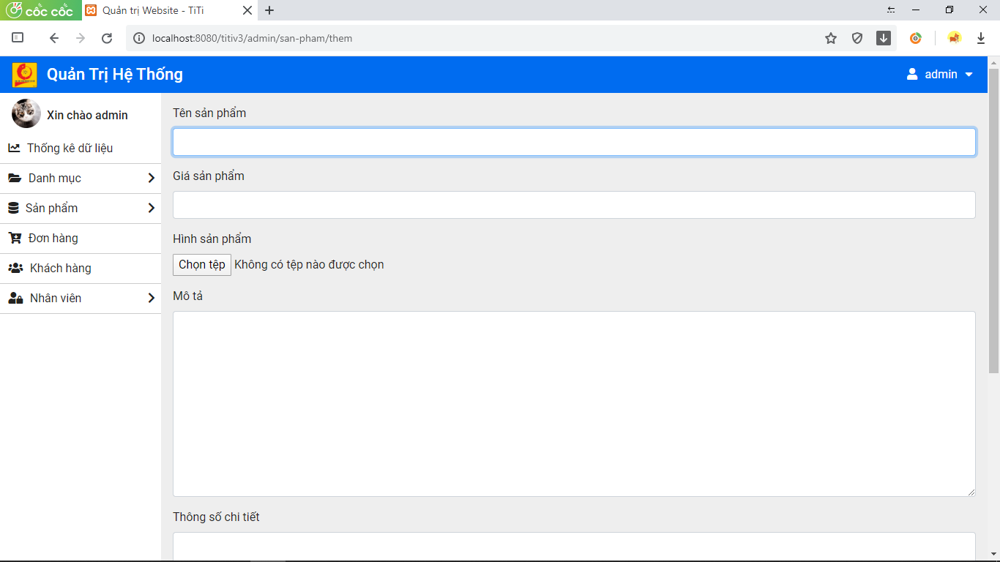 cốc cốc
Quản trị Website - TiTi
localhost:8080/titiv3/admin/san-pham/them
Quản Trị Hệ Thống
admin
Xin chào admin
Thống kê dữ liệu
Danh mục
Sản phẩm
Đơn hàng
Khách hàng
Nhân viên
Tên sản phẩm
Giá sản phẩm
Hình sản phẩm
Chọn tệp Không có tệp nào được chọn
Mô tả
Thông số chi tiết